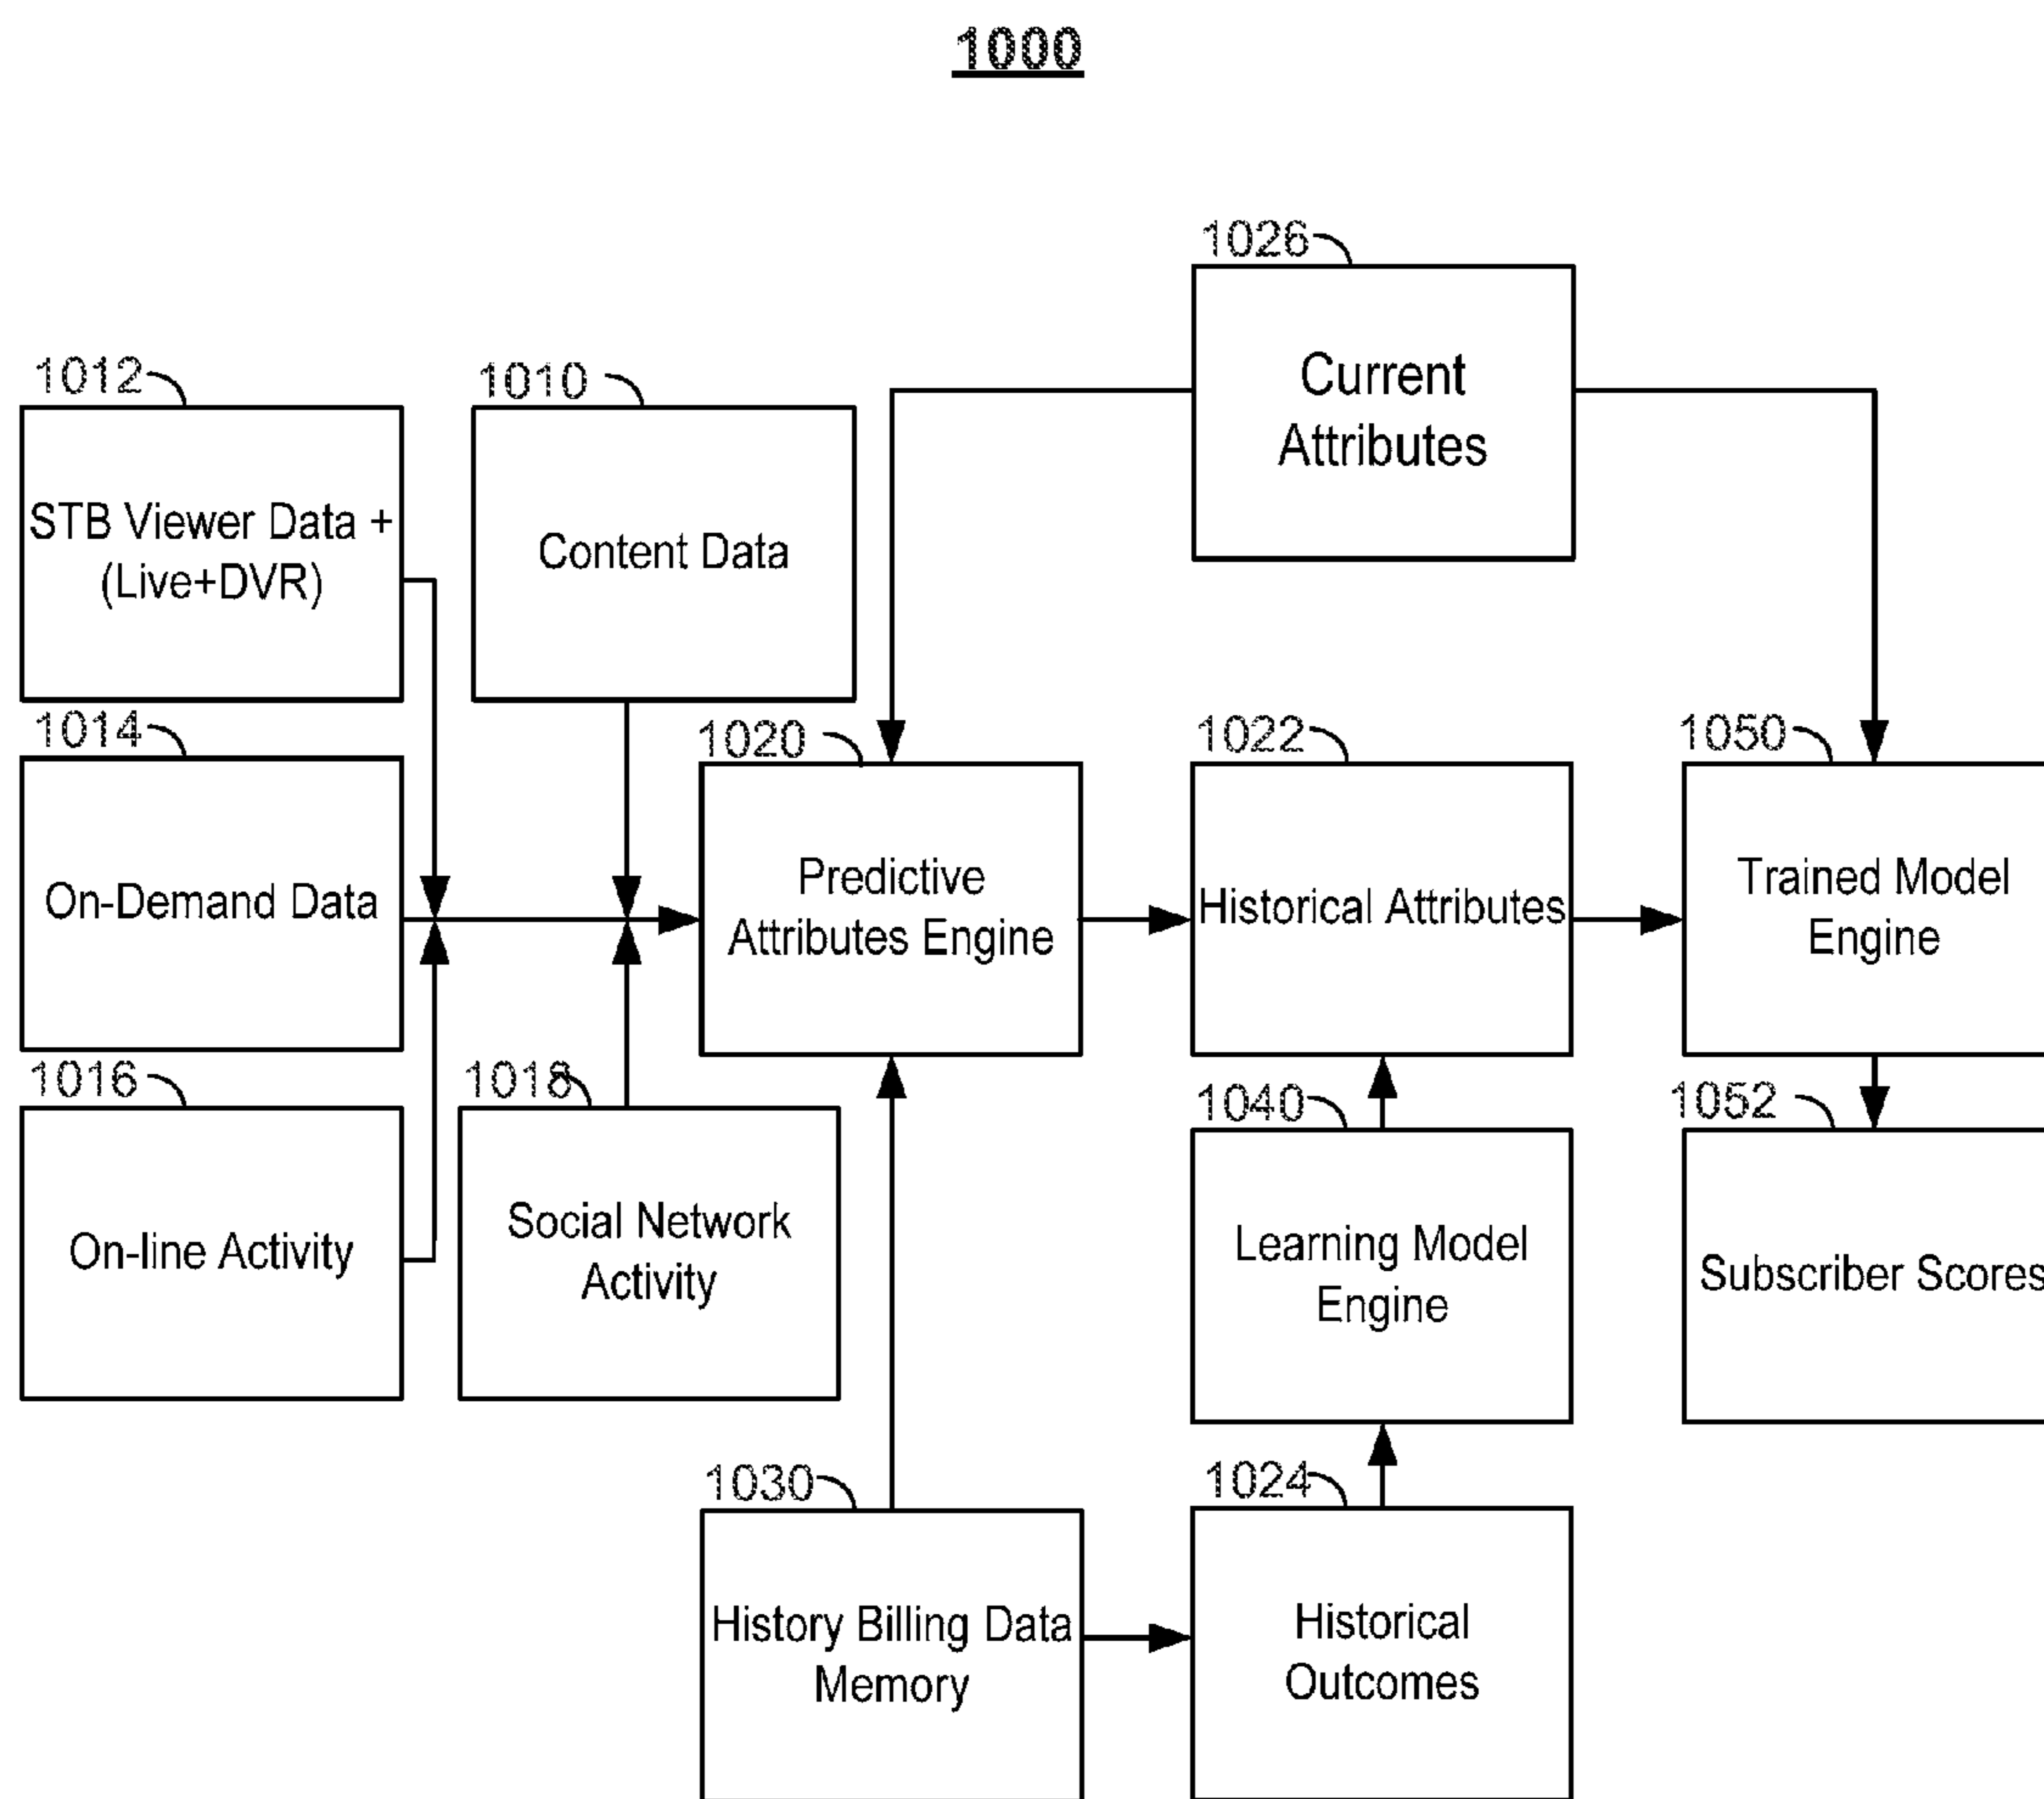 1000
1026
Current
Attributes
1012
STB Viewer Data +
(Live+DVR)
1010
Content Data
1014
On-Demand Data
1020
Predictive
Attributes Engine
1022
Historical Attributes
1050
Trained Model
Engine
1016
On-line Activity
1018
Social Network
Activity
1040
Learning Model
Engine
1052
Subscriber Scores
1030
History Billing Data
Memory
1024
Historical
Outcomes